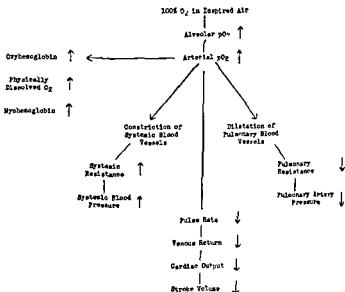 100% O2 in Inspired Air
Alveolar pO2 ↑
Arterial pO2 ↑
Oxyhemoglobin ↑
Physically
Dissolved O2 ↑
Myohemoglobin ↑
Constriction of
Systemic Blood
Vessels
Dilatation of
Pulmonary Blood
Vessels
Systemic
Resistance ↑
Systemic Blood
Pressure ↑
Pulmonary
Resistance ↓
Pulmonary Artery
Pressure ↓
Pulse Rate ↓
Venous Return ↓
Cardiac Output ↓
Stroke Volume ↓